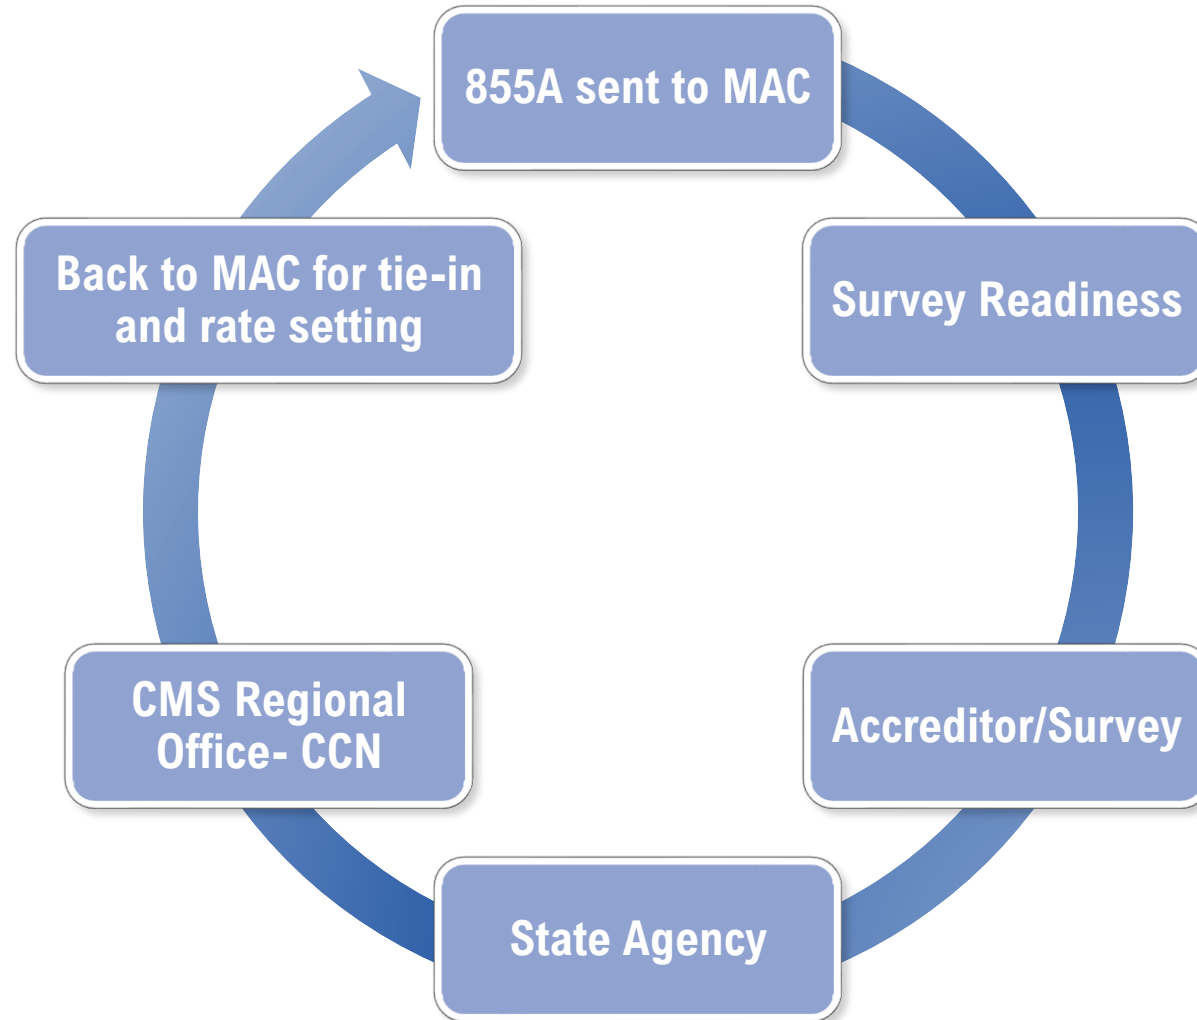 855A sent to MAC
Survey Readiness
Accreditor/Survey
State Agency
CMS Regional
Office- CCN
Back to MAC for tie-in
and rate setting